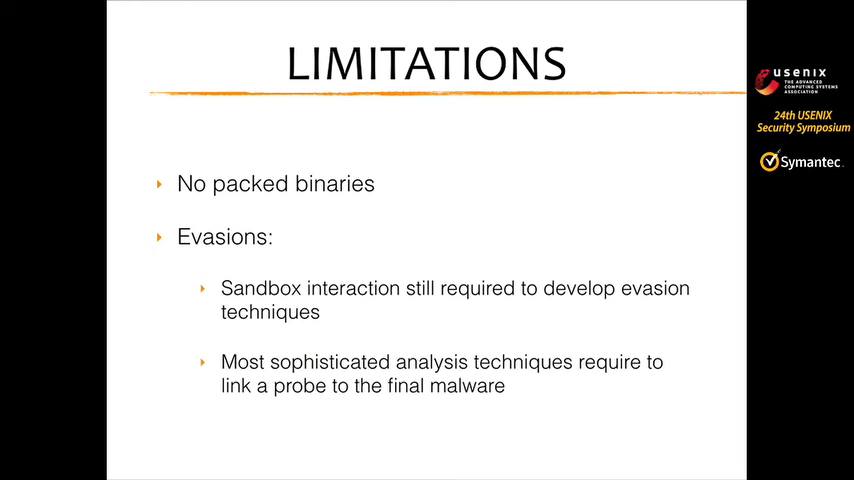 LIMITATIONS
No packed binaries
Evasions:
Sandbox interaction still required to develop evasion
techniques
Most sophisticated analysis techniques require to
link a probe to the final malware
usenix
THE ADVANCED
COMPUTING SYSTEMS
ASSOCIATION
24th USENIX
Security Symposium
Symantec.